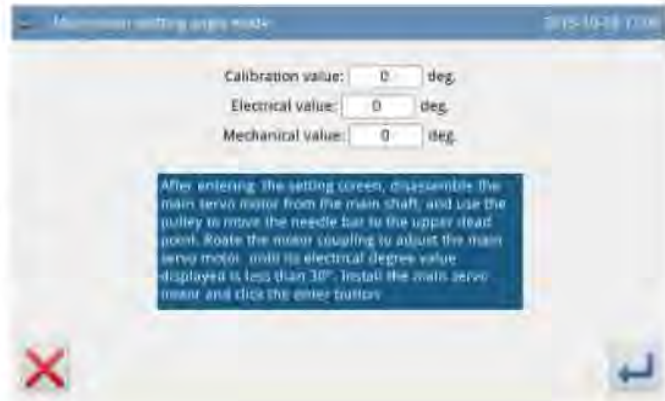 setting angle mode
Calibration value: 0 deg.
Electrical value: 0 deg.
Mechanical value: 0 deg.
After entering the setting screen, disassemble the
main servo motor from the main shaft, and use the
pulley to move the needle bar to the upper dead
point. Roate the motor coupling to adjust the main
servo motor, until its electrical degree value
displayed is less than 30°. Install the main servo
motor and click the enter button